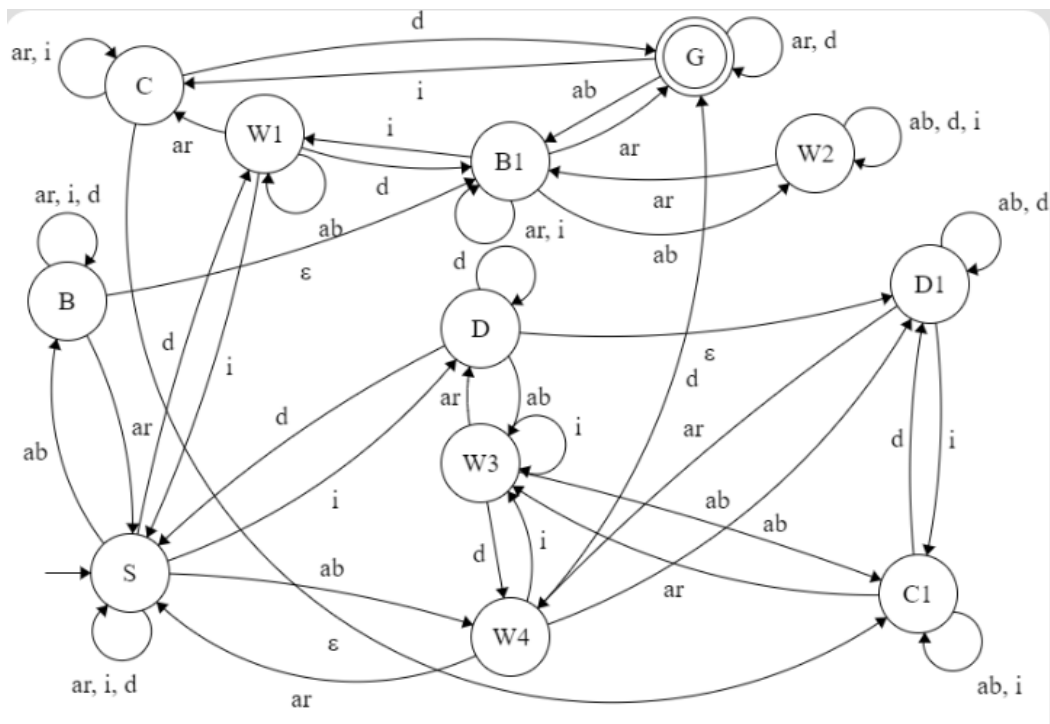 d
ar, i
C
G
ar, d
i
ab
W1
i
ar
B1
ar
W2
ab, d, i
d
ar
ar, i, d
ab
ar, i
ab
ε
d
B
D
D1
ab, d
d
i
ε
d
ar
ab
d
ar
i
ar
W3
d
i
ab
i
ab
ab
d
i
S
ab
ar
C1
ε
W4
ar, i, d
ar
ab, i